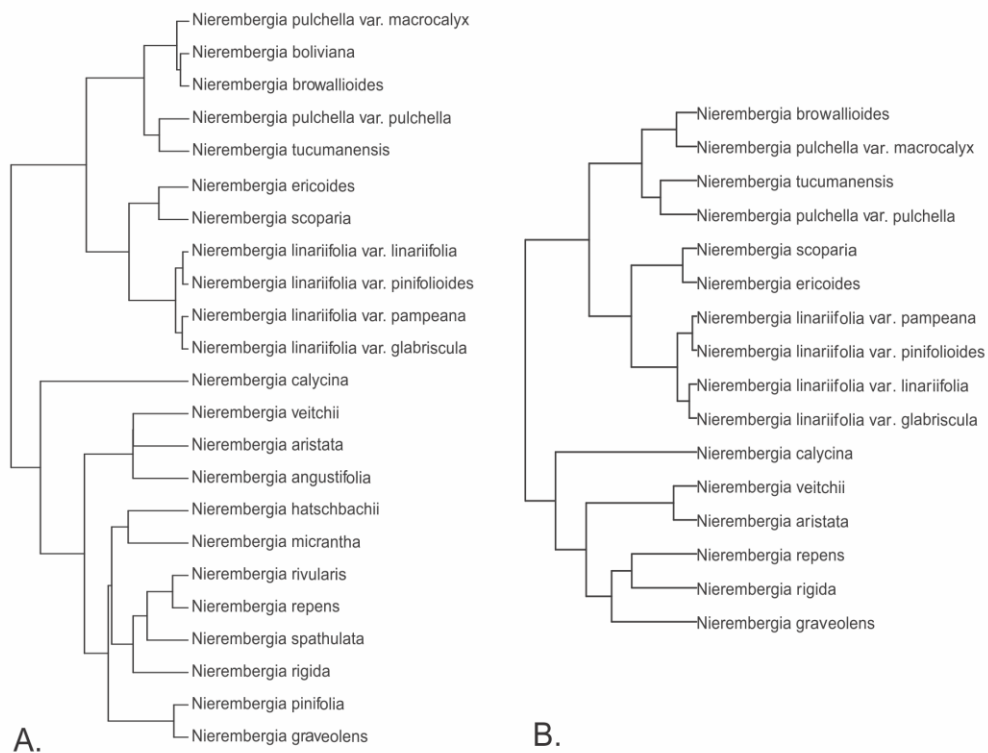 Nierembergia pulchella var. macrocalyx
Nierembergia boliviana
Nierembergia browallioides
Nierembergia pulchella var. pulchella
Nierembergia tucumanensis
Nierembergia ericoides
Nierembergia scoparia
Nierembergia linariifolia var. linariifolia
Nierembergia linariifolia var. pinifolioides
Nierembergia linariifolia var. pampeana
Nierembergia linariifolia var. glabriscula
Nierembergia calycina
Nierembergia veitchii
Nierembergia aristata
Nierembergia angustifolia
Nierembergia hatschbachii
Nierembergia micrantha
Nierembergia rivularis
Nierembergia repens
Nierembergia spathulata
Nierembergia rigida
Nierembergia pinifolia
Nierembergia graveolens
A.
Nierembergia browallioides
Nierembergia pulchella var. macrocalyx
Nierembergia tucumanensis
Nierembergia pulchella var. pulchella
Nierembergia scoparia
Nierembergia ericoides
Nierembergia linariifolia var. pampeana
Nierembergia linariifolia var. pinifolioides
Nierembergia linariifolia var. linariifolia
Nierembergia linariifolia var. glabriscula
Nierembergia calycina
Nierembergia veitchii
Nierembergia aristata
Nierembergia repens
Nierembergia rigida
Nierembergia graveolens
B.